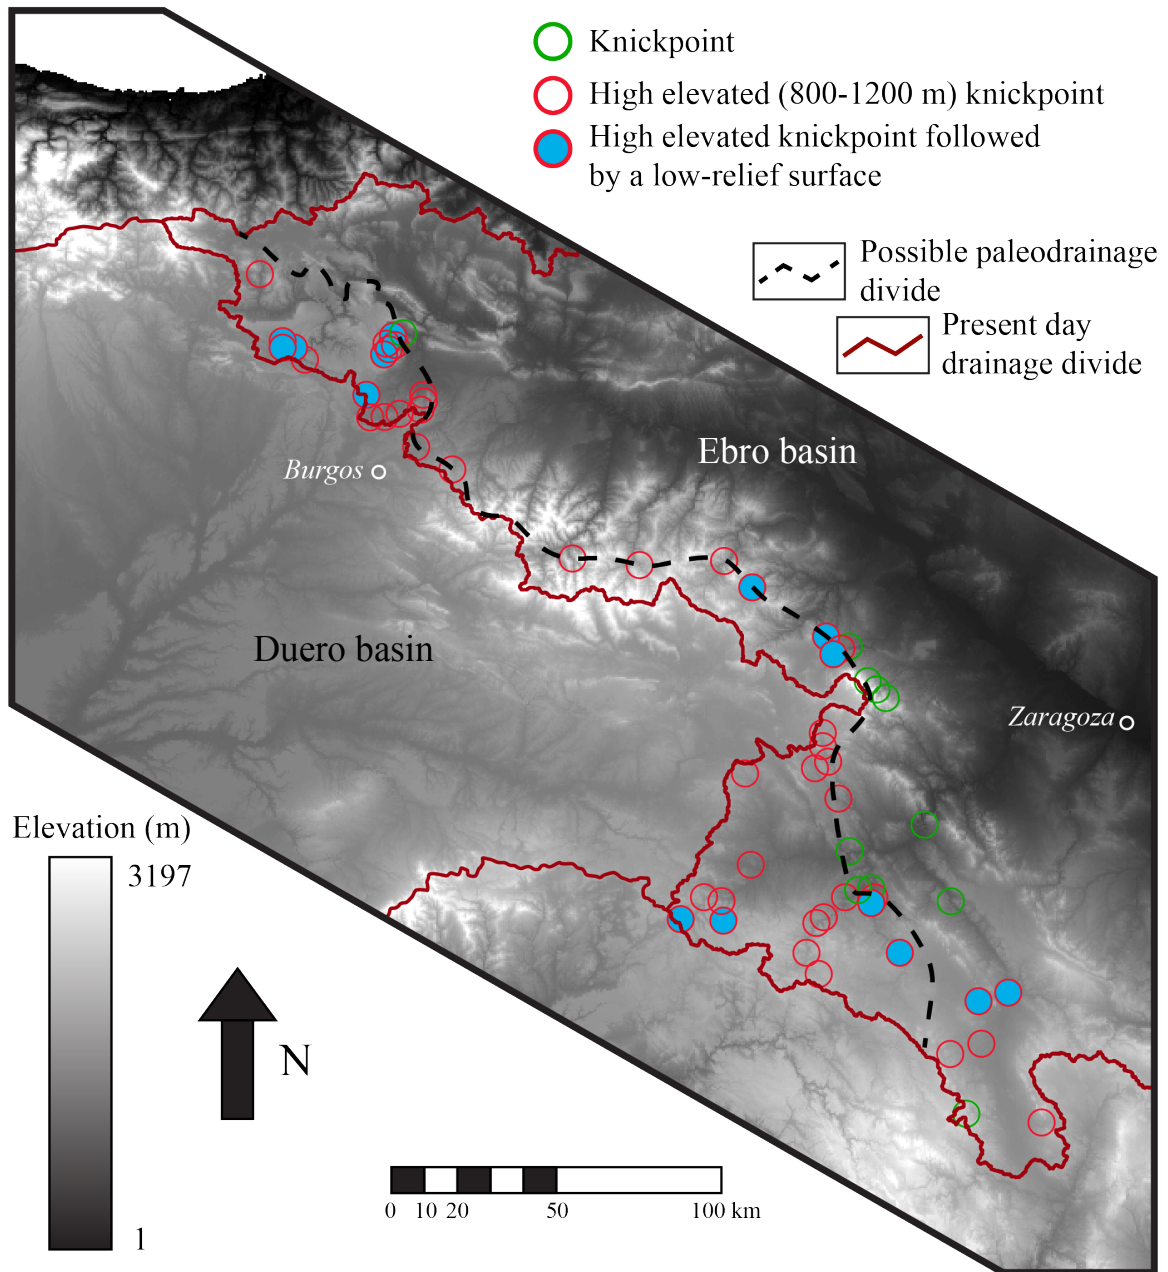 Knickpoint
High elevated (800-1200 m) knickpoint
High elevated knickpoint followed
by a low-relief surface
Possible paleodrainage
divide
Present day
drainage divide
Ebro basin
Burgos
Duero basin
Zaragoza
Elevation (m)
3197
1
N
0 10 20 50 100 km